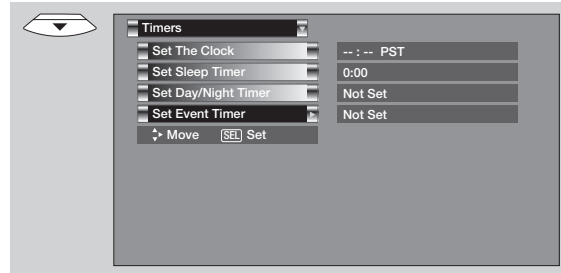 Timers
Set The Clock -- : -- PST
Set Sleep Timer 0:00
Set Day/Night Timer Not Set
Set Event Timer Not Set
Move SEL Set